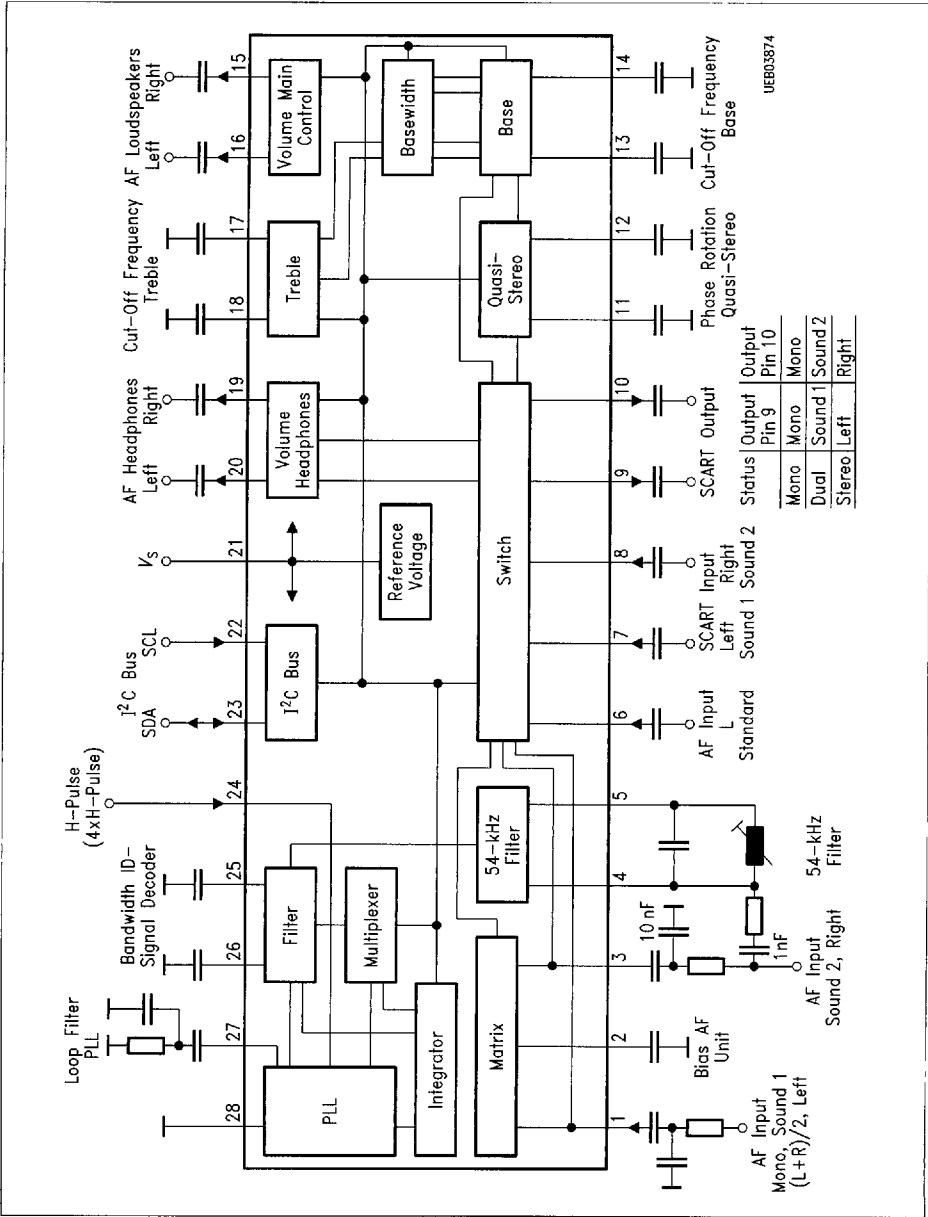 H-Pulse
(4xH-Pulse)
Loop Filter
PLL
Bandwidth ID-
Signal Decoder
I²C Bus
SDA
SCL
VS
AF Headphones
Left
Right
Cut-Off Frequency
Treble
AF Loudspeakers
Left
Right
28
27
26
25
24
23
22
21
20
19
18
17
16
15
PLL
Filter
Multiplexer
Integrator
I²C Bus
Reference
Voltage
Volume
Headphones
Treble
Volume Main
Control
Basewidth
Matrix
54-kHz
Filter
Switch
Quasi-
Stereo
Base
1
2
3
4
5
6
7
8
9
10
11
12
13
14
10 nF
1nF
AF Input
Mono, Sound 1
(L+R)/2, Left
Bias AF
Unit
AF Input
Sound 2, Right
54-kHz
Filter
AF Input
L
Standard
SCART Input
Left Right
Sound 1 Sound 2
SCART Output
Phase Rotation
Quasi-Stereo
Cut-Off Frequency
Base
Status Output Output
Pin 9 Pin 10
Mono Mono Mono
Dual Sound 1 Sound 2
Stereo Left Right
UEB03874